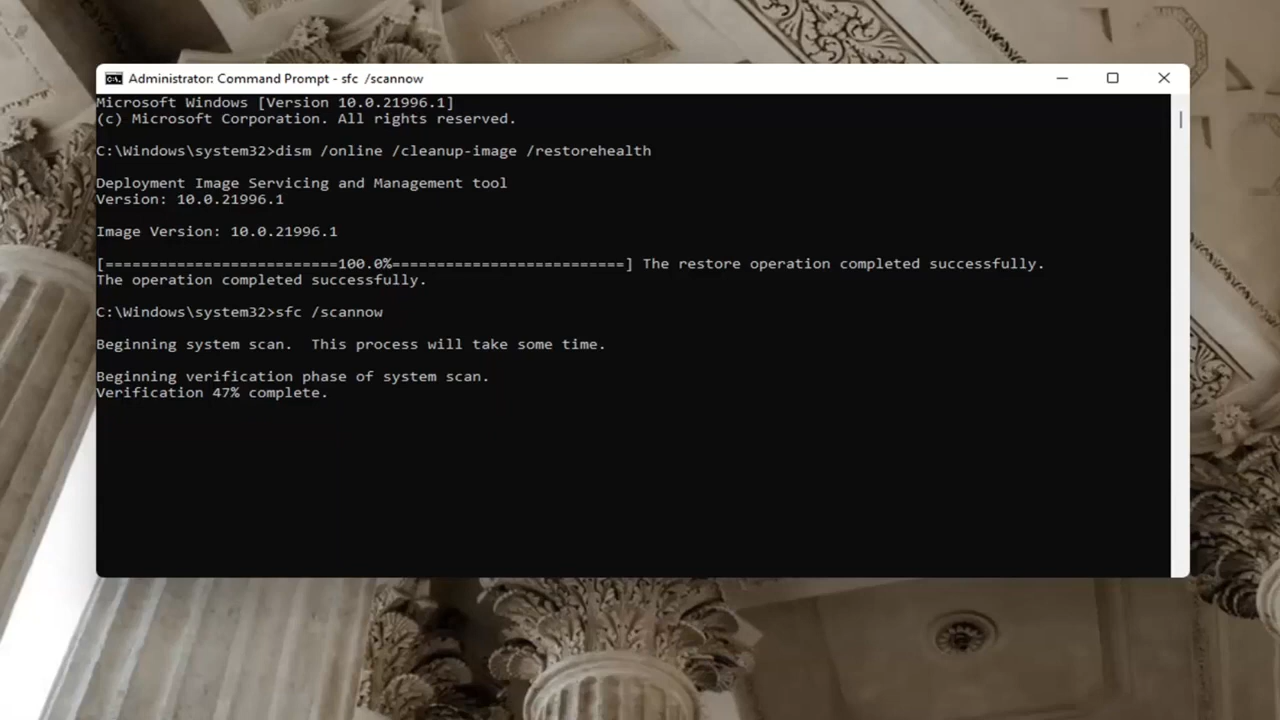 Administrator: Command Prompt - sfc  /scannow
Microsoft Windows [Version 10.0.21996.1]
(c) Microsoft Corporation. All rights reserved.
C:\Windows\system32>dism /online /cleanup-image /restorehealth
Deployment Image Servicing and Management tool
Version: 10.0.21996.1
Image Version: 10.0.21996.1
[==========================100.0%==========================] The restore operation completed successfully.
The operation completed successfully.
C:\Windows\system32>sfc /scannow
Beginning system scan.  This process will take some time.
Beginning verification phase of system scan.
Verification 47% complete.